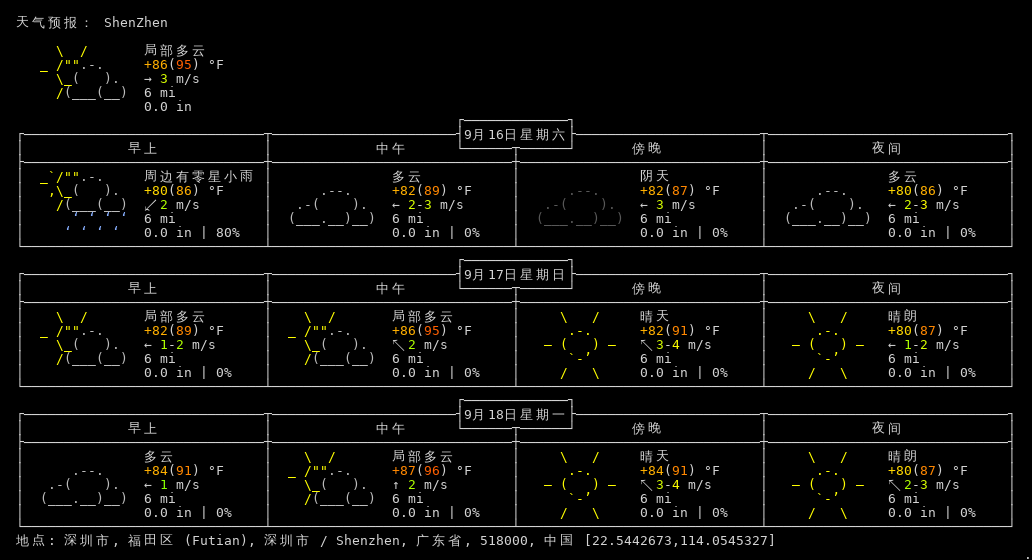 天气预报： ShenZhen
局部多云
+86(95) °F
→ 3 m/s
6 mi
0.0 in
9月16日星期六
早上 中午 傍晚 夜间
周边有零星小雨 多云 阴天 多云
+80(86) °F +82(89) °F +82(87) °F +80(86) °F
↙ 2 m/s ← 2-3 m/s ← 3 m/s ← 2-3 m/s
6 mi 6 mi 6 mi 6 mi
0.0 in | 80% 0.0 in | 0% 0.0 in | 0% 0.0 in | 0%
9月17日星期日
早上 中午 傍晚 夜间
局部多云 局部多云 晴天 晴朗
+82(89) °F +86(95) °F +82(91) °F +80(87) °F
← 1-2 m/s ↖ 2 m/s ↖ 3-4 m/s ← 1-2 m/s
6 mi 6 mi 6 mi 6 mi
0.0 in | 0% 0.0 in | 0% 0.0 in | 0% 0.0 in | 0%
9月18日星期一
早上 中午 傍晚 夜间
多云 局部多云 晴天 晴朗
+84(91) °F +87(96) °F +84(91) °F +80(87) °F
← 1 m/s ↑ 2 m/s ↖ 3-4 m/s ↖ 2-3 m/s
6 mi 6 mi 6 mi 6 mi
0.0 in | 0% 0.0 in | 0% 0.0 in | 0% 0.0 in | 0%
地点: 深圳市, 福田区 (Futian), 深圳市 / Shenzhen, 广东省, 518000, 中国 [22.5442673,114.0545327]